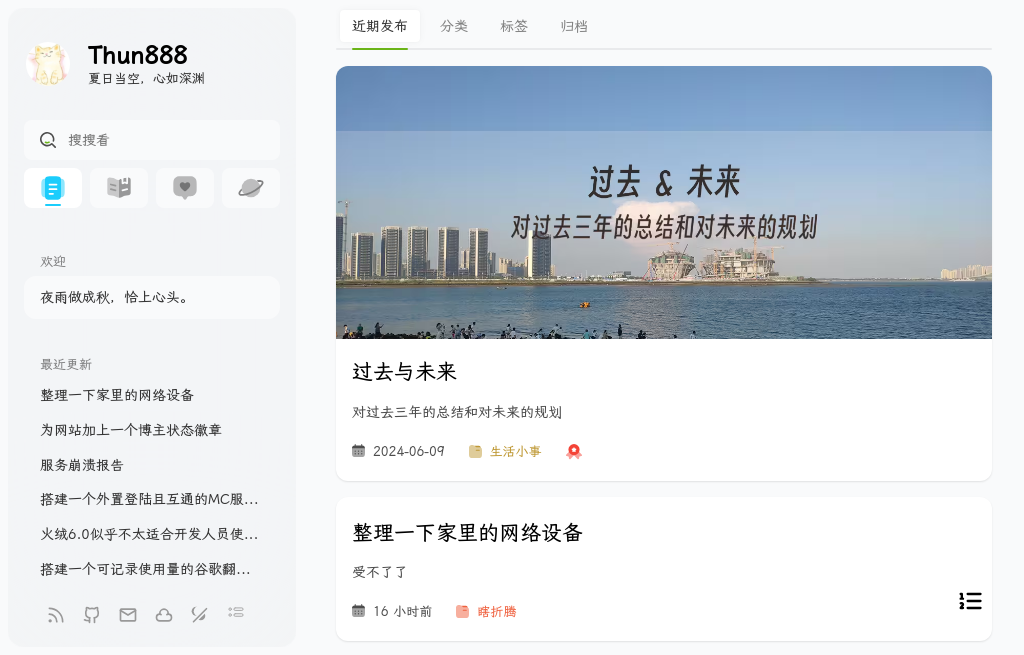 Thun888
夏日当空，心如深渊
搜搜看
欢迎
夜雨做成秋，恰上心头。
最近更新
整理一下家里的网络设备
为网站加上一个博主状态徽章
服务崩溃报告
搭建一个外置登陆且互通的MC服...
火绒6.0似乎不太适合开发人员使...
搭建一个可记录使用量的谷歌翻...
近期发布 分类 标签 归档
过去 & 未来
对过去三年的总结和对未来的规划
过去与未来
对过去三年的总结和对未来的规划
2024-06-09 生活小事
整理一下家里的网络设备
受不了了
16 小时前 瞎折腾